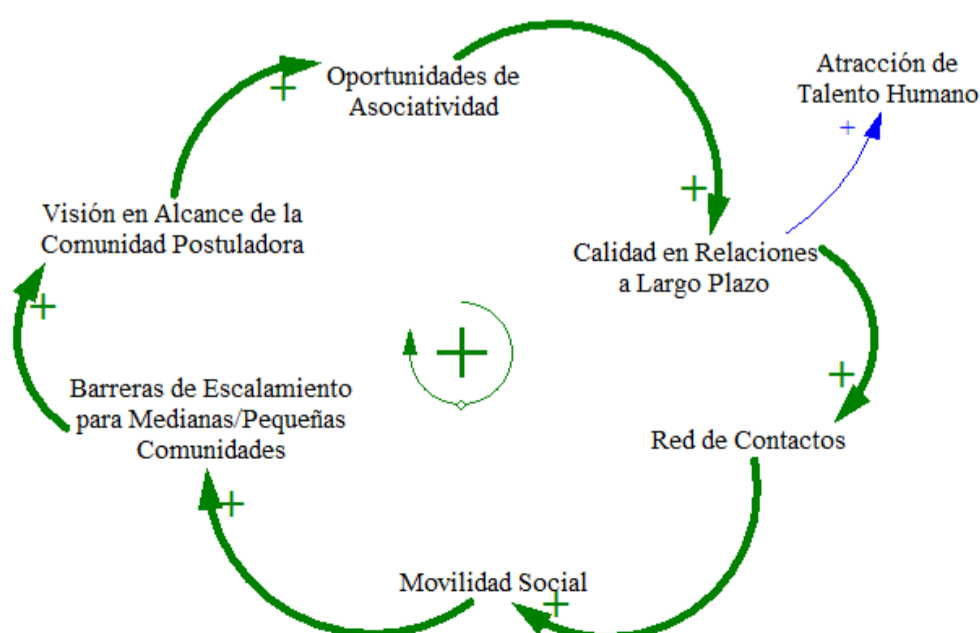 Oportunidades de
Asociatividad
Atracción de
Talento Humano
+
+
+
Visión en Alcance de la
Comunidad Postuladora
Calidad en Relaciones
a Largo Plazo
+
+
+
Barreras de Escalamiento
para Medianas/Pequeñas
Comunidades
Red de Contactos
+
Movilidad Social
+